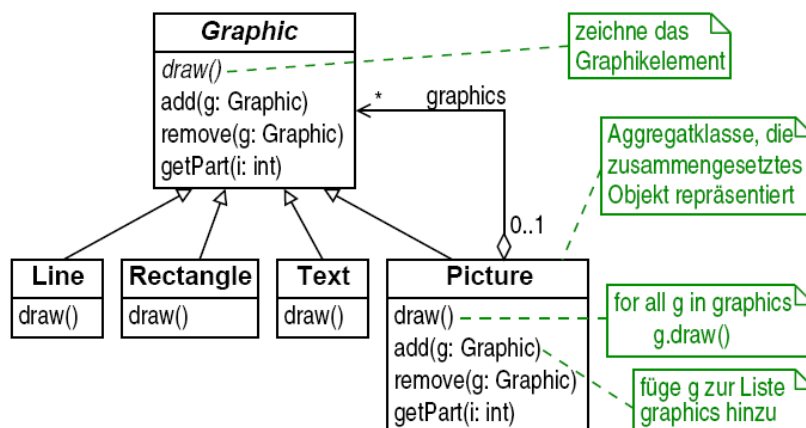 Graphic
draw()
add(g: Graphic)
remove(g: Graphic)
getPart(i: int)
zeichne das
Graphikelement
* graphics
0..1
Aggregatklasse, die
zusammengesetztes
Objekt repräsentiert
Line
draw()
Rectangle
draw()
Text
draw()
Picture
draw()
add(g: Graphic)
remove(g: Graphic)
getPart(i: int)
for all g in graphics
g.draw()
füge g zur Liste
graphics hinzu